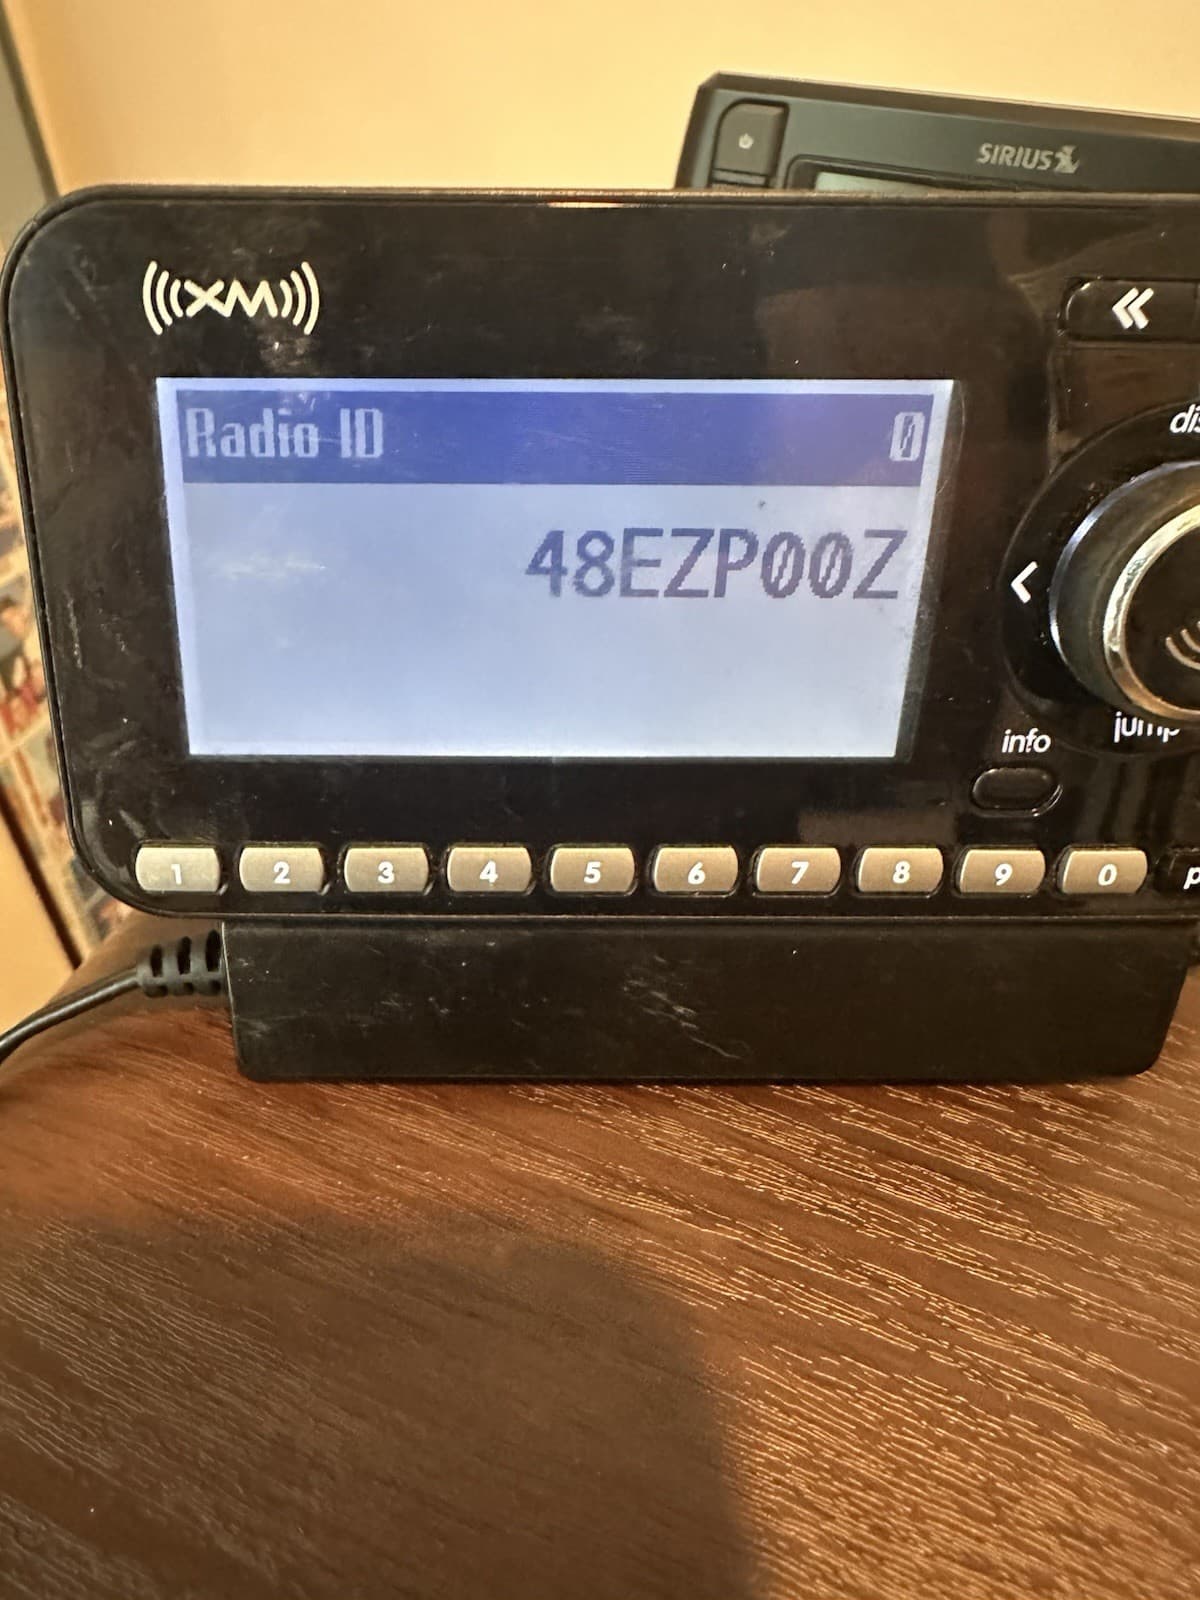 SIRIUS
XM
Radio ID 0
48EZP00Z
info
jump
1 2 3 4 5 6 7 8 9 0